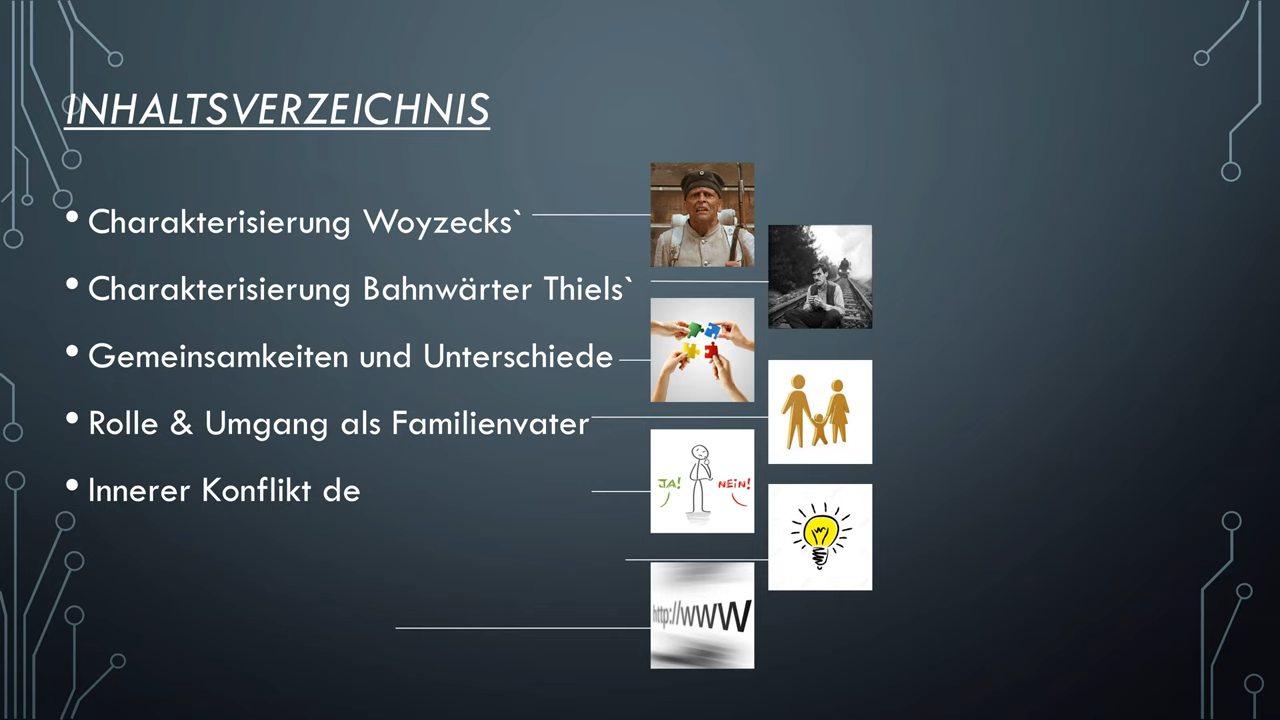 INHALTSVERZEICHNIS
• Charakterisierung Woyzecks`
• Charakterisierung Bahnwärter Thiels`
• Gemeinsamkeiten und Unterschiede
• Rolle & Umgang als Familienvater
• Innerer Konflikt de
JA! NEIN!
http://www